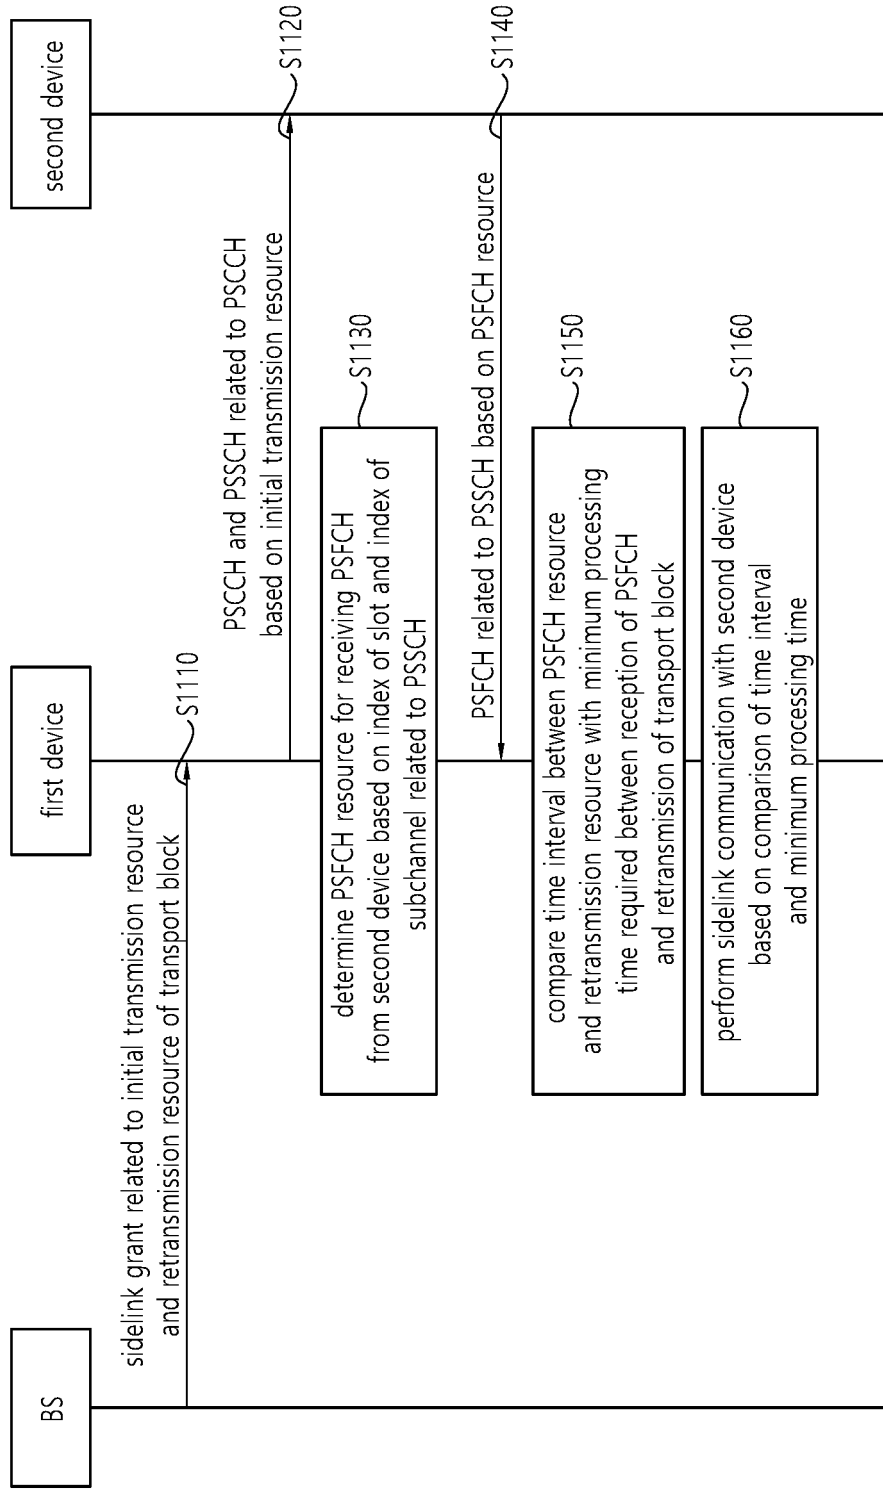 BS
first device
second device
sidelink grant related to initial transmission resource
and retransmission resource of transport block
S1110
PSCCH and PSSCH related to PSCCH
based on initial transmission resource
S1120
determine PSFCH resource for receiving PSFCH
from second device based on index of slot and index of
subchannel related to PSSCH
S1130
PSFCH related to PSSCH based on PSFCH resource
S1140
compare time interval between PSFCH resource
and retransmission resource with minimum processing
time required between reception of PSFCH
and retransmission of transport block
S1150
perform sidelink communication with second device
based on comparison of time interval
and minimum processing time
S1160